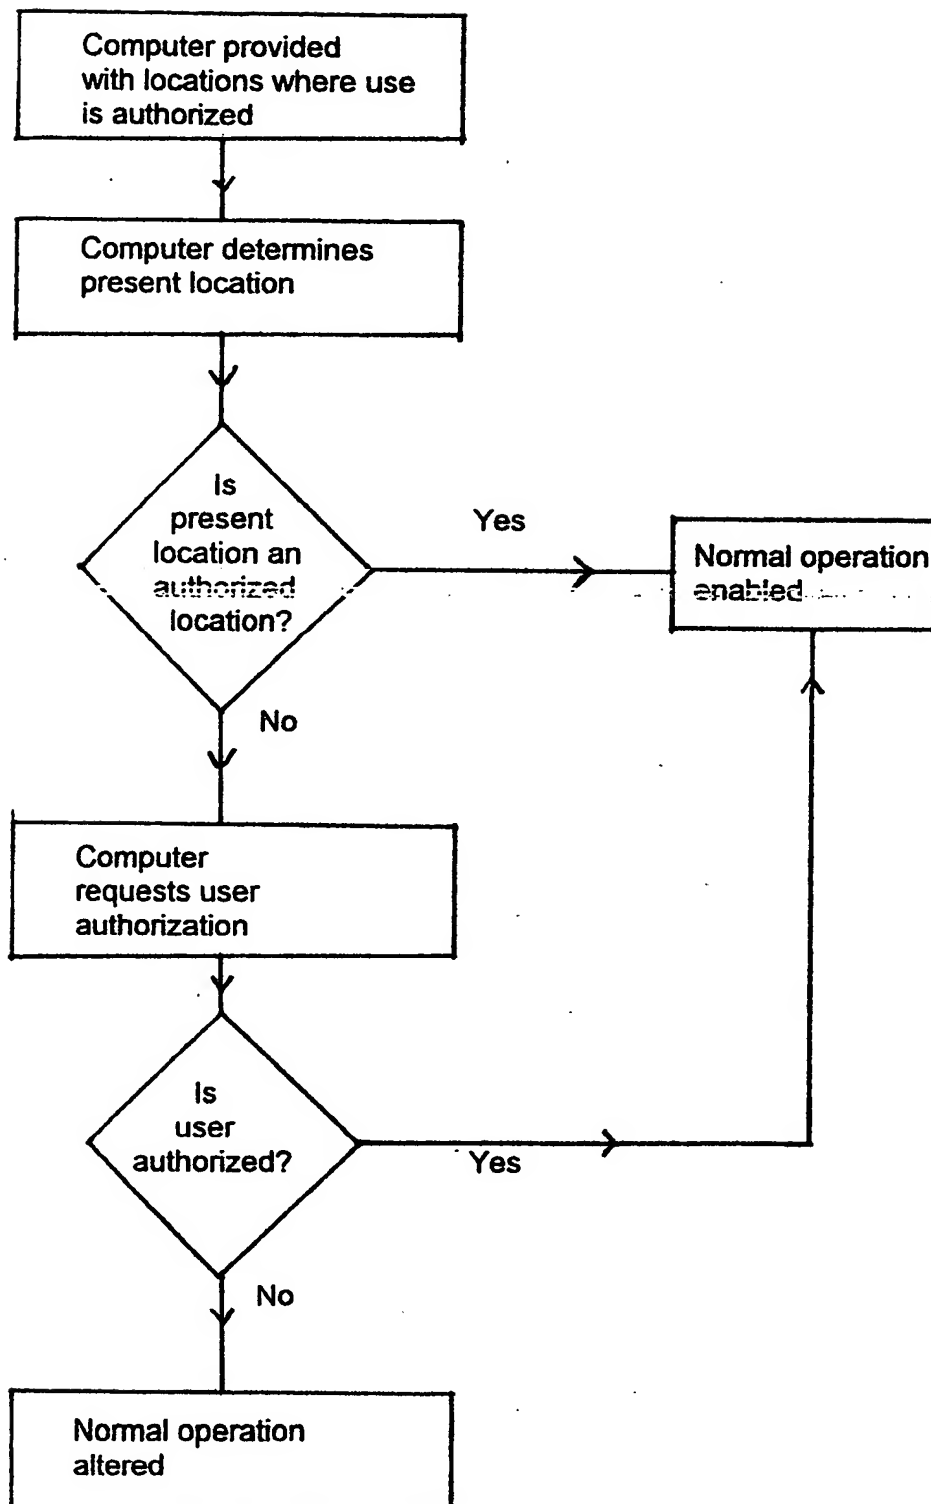 Computer provided
with locations where use
is authorized
Computer determines
present location
Is
present
location an
authorized
location?
Yes
Normal operation
enabled
No
Computer
requests user
authorization
Is
user
authorized?
Yes
No
Normal operation
altered